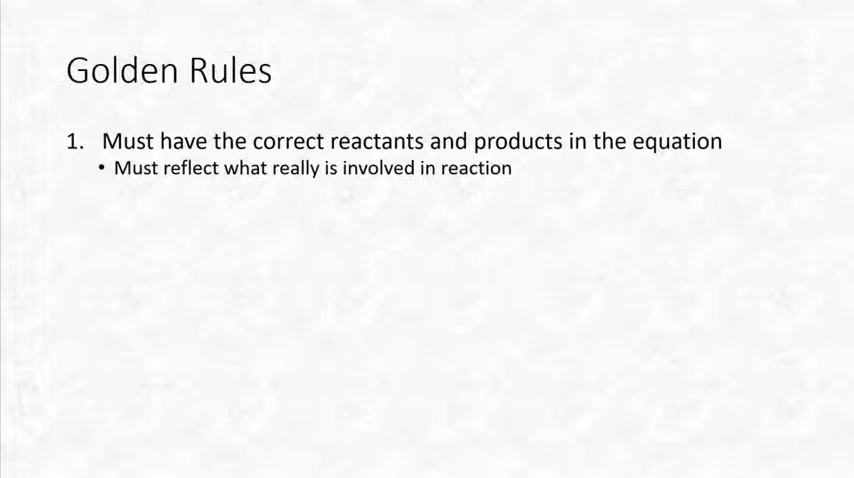 Golden Rules
1. Must have the correct reactants and products in the equation
• Must reflect what really is involved in reaction